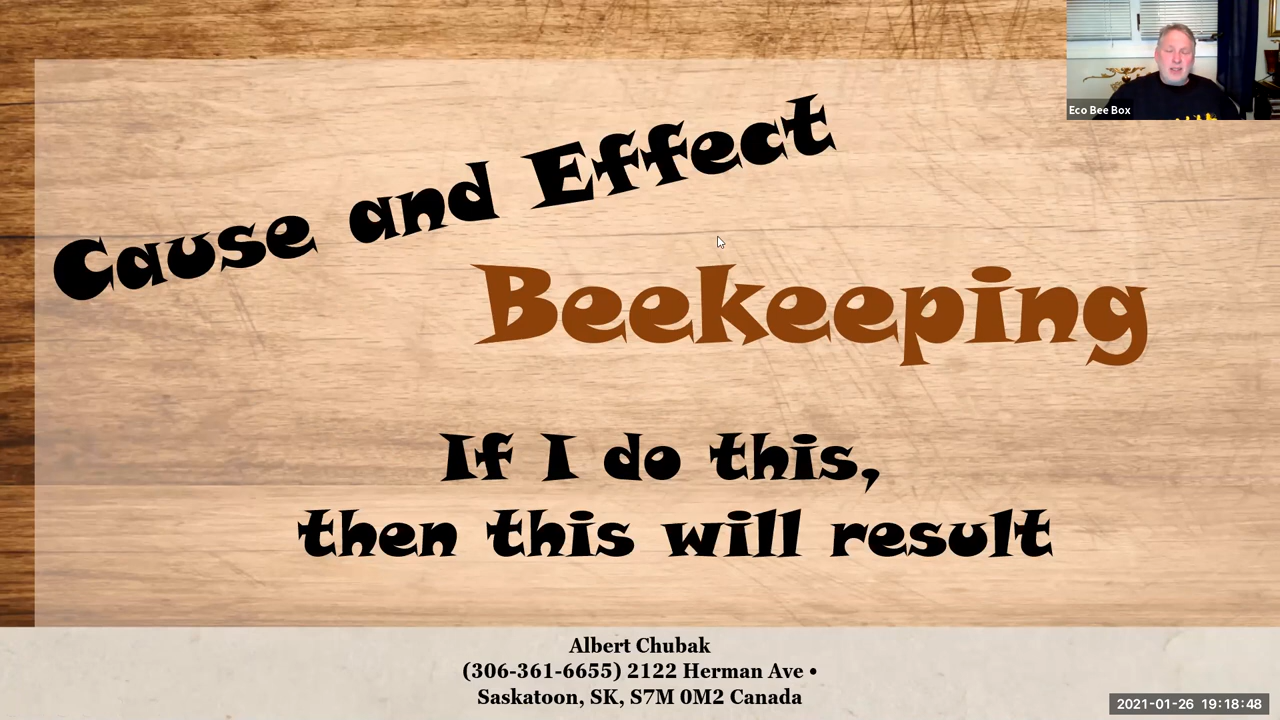 Eco Bee Box
Cause and Effect
Beekeeping
If I do this,
then this will result
Albert Chubak
(306-361-6655) 2122 Herman Ave •
Saskatoon, SK, S7M 0M2 Canada
2021-01-26 19:18:48